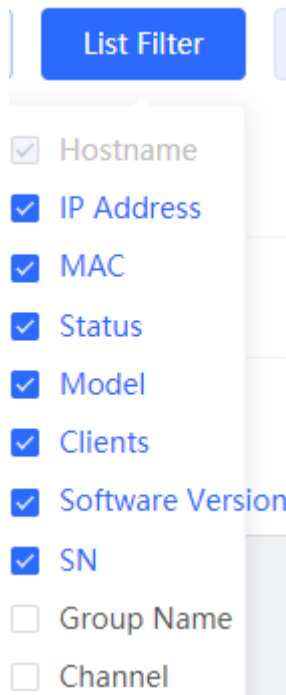 List Filter
Hostname
IP Address
MAC
Status
Model
Clients
Software Version
SN
Group Name
Channel